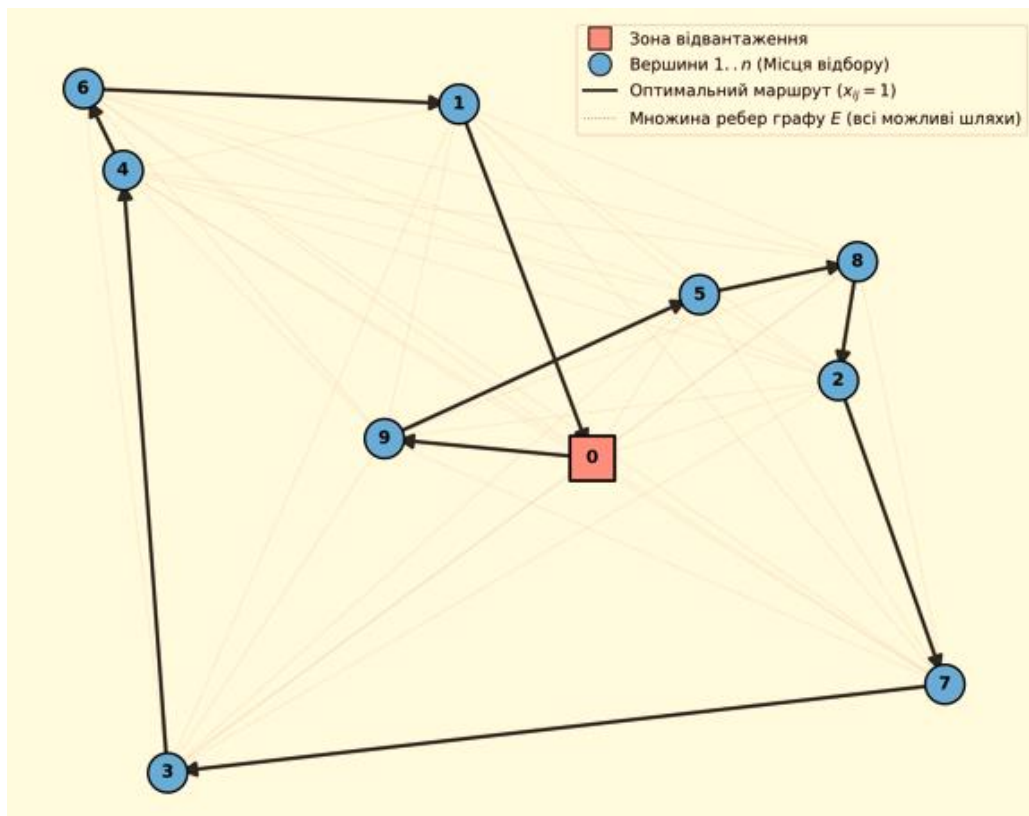 Зона відвантаження
Вершини 1..n (Місця відбору)
Оптимальний маршрут (xij = 1)
Множина ребер графу E (всі можливі шляхи)
6
1
4
8
5
2
9
0
7
3